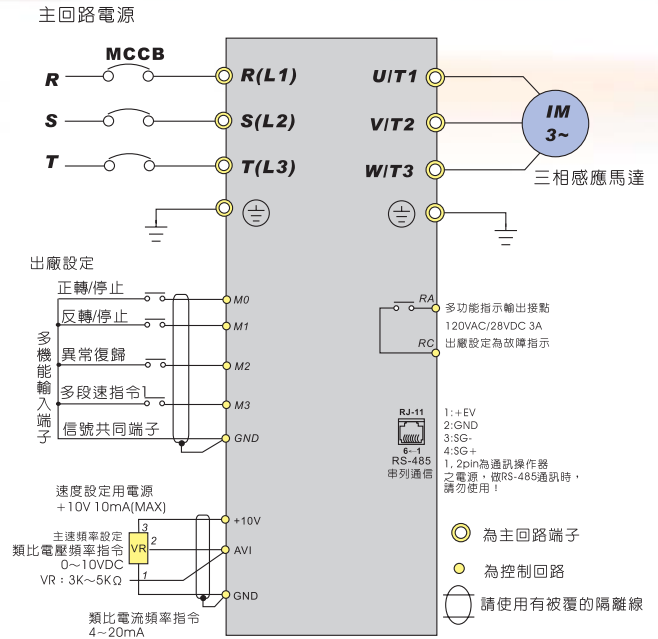 主回路電源
MCCB
R
R(L1)
U/T1
S
S(L2)
V/T2
IM
3~
T
T(L3)
W/T3
三相感應馬達
出廠設定
正轉/停止
M0
反轉/停止
M1
異常復歸
M2
多段速指令1
M3
信號共同端子
GND
多機能輸入端子
RA
多功能指示輸出接點
120VAC/28VDC 3A
RC
出廠設定為故障指示
RJ-11
6←1
RS-485
串列通信
1:+EV
2:GND
3:SG-
4:SG+
1, 2pin為通訊操作器
之電源，做RS-485通訊時，
請勿使用！
速度設定用電源
+10V 10mA(MAX)
+10V
3
主速頻率設定
類比電壓頻率指令
VR
2
AVI
0～10VDC
VR：3K～5KΩ
1
GND
類比電流頻率指令
4～20mA
為主回路端子
為控制回路
請使用有被覆的隔離線